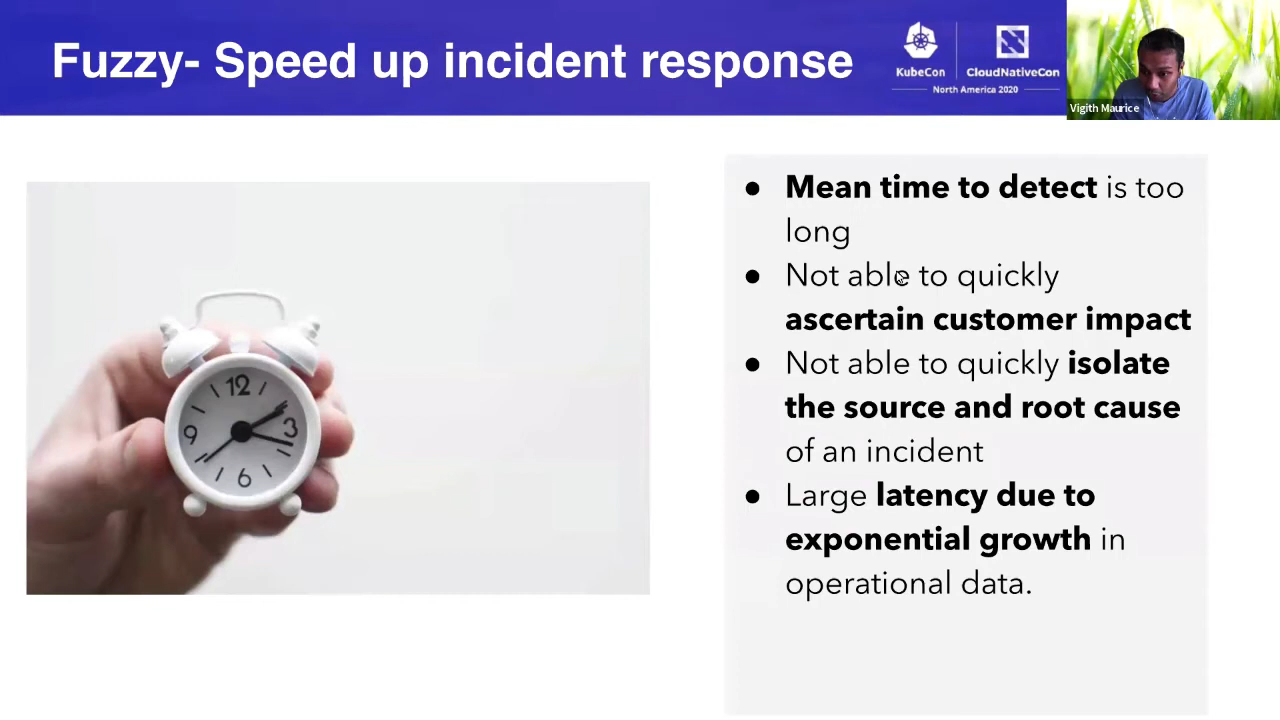 Fuzzy- Speed up incident response
KubeCon
CloudNativeCon
North America 2020
Vigith Maurice
12
3
6
9
● Mean time to detect is too
long
● Not able to quickly
ascertain customer impact
● Not able to quickly isolate
the source and root cause
of an incident
● Large latency due to
exponential growth in
operational data.